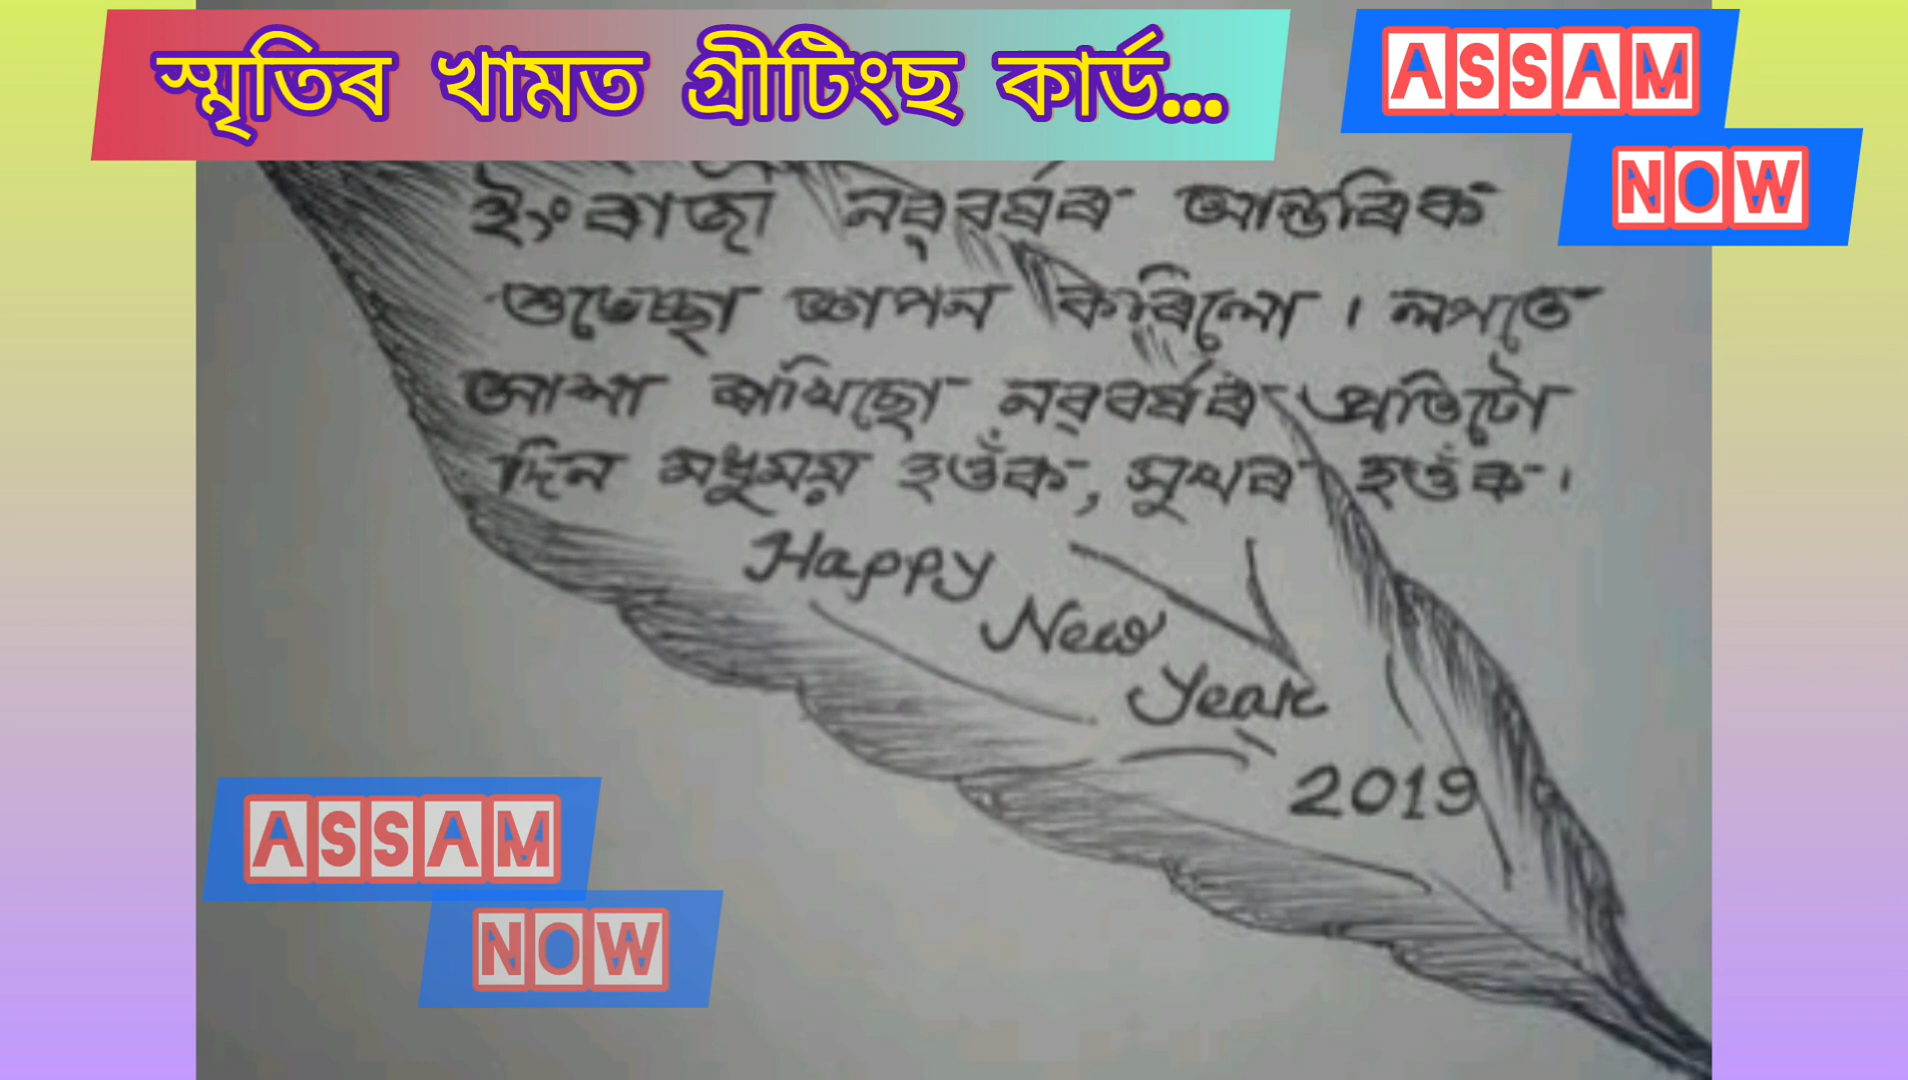 স্মৃতিৰ খামত গ্ৰীটিংছ কাৰ্ড...
ASSAM
NOW
ইংৰাজী নৱবৰ্ষৰ আন্তৰিক
শুভেচ্ছা জ্ঞাপন কৰিলো । লগতে
আশা ৰাখিছো নৱবৰ্ষৰ প্ৰতিটো
দিন মধুময় হওঁক, সুখৰ হওঁক ।
Happy
New
Year
2019
ASSAM
NOW